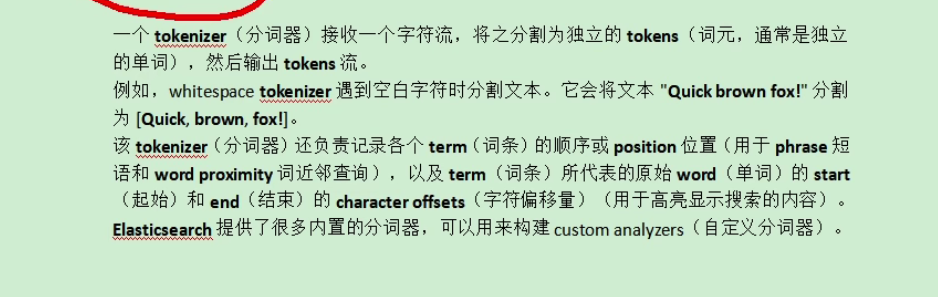 一个 tokenizer（分词器）接收一个字符流，将之分割为独立的 tokens（词元，通常是独立
的单词），然后输出 tokens 流。
例如，whitespace tokenizer 遇到空白字符时分割文本。它会将文本 "Quick brown fox!" 分割
为 [Quick, brown, fox!]。
该 tokenizer（分词器）还负责记录各个 term（词条）的顺序或 position 位置（用于 phrase 短
语和 word proximity 词近邻查询），以及 term（词条）所代表的原始 word（单词）的 start
（起始）和 end（结束）的 character offsets（字符偏移量）（用于高亮显示搜索的内容）。
Elasticsearch 提供了很多内置的分词器，可以用来构建 custom analyzers（自定义分词器）。